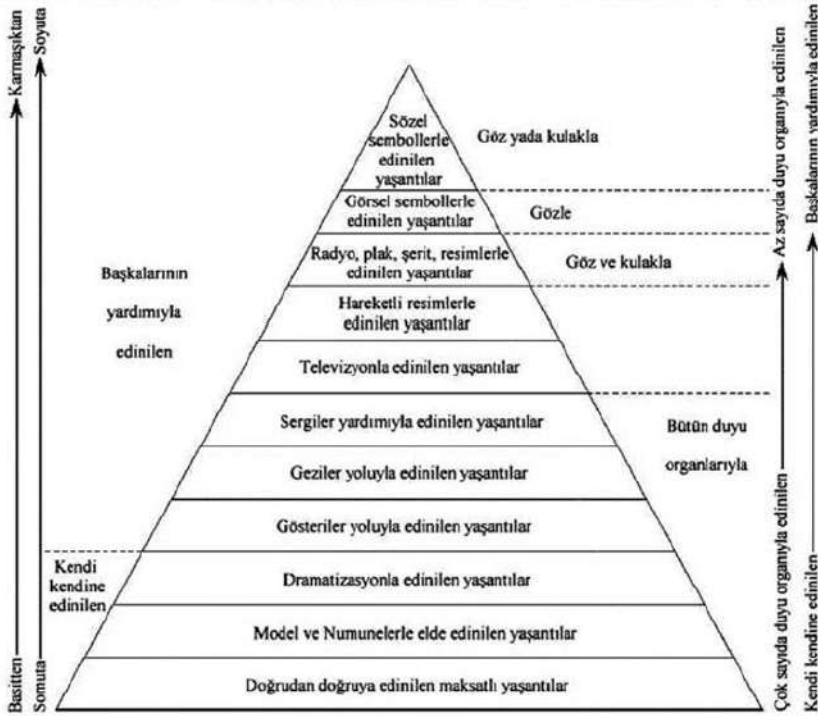 Karmaşıktan
Soyuta
Basitten
Somuta
Sözel
sembollerle
edinilen
yaşantılar
Göz yada kulakla
Görsel sembollerle
edinilen yaşantılar
Gözle
Radyo, plak, şerit, resimlerle
edinilen yaşantılar
Göz ve kulakla
Başkalarının
yardımıyla
edinilen
Hareketli resimlerle
edinilen yaşantılar
Televizyonla edinilen yaşantılar
Sergiler yardımıyla edinilen yaşantılar
Bütün duyu
organlarıyla
Geziler yoluyla edinilen yaşantılar
Gösteriler yoluyla edinilen yaşantılar
Kendi
kendine
edinilen
Dramatizasyonla edinilen yaşantılar
Model ve Numunelerle elde edinilen yaşantılar
Doğrudan doğruya edinilen maksatlı yaşantılar
Az sayıda duyu organıyla edinilen
Çok sayıda duyu organıyla edinilen
Başkalarının yardımıyla edinilen
Kendi kendine edinilen